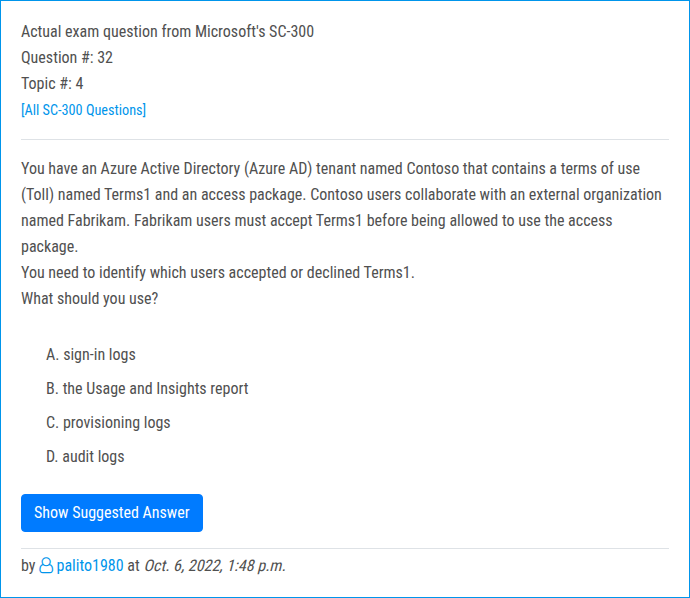 Actual exam question from Microsoft's SC-300
Question #: 32
Topic #: 4
[All SC-300 Questions]
You have an Azure Active Directory (Azure AD) tenant named Contoso that contains a terms of use
(Toll) named Terms1 and an access package. Contoso users collaborate with an external organization
named Fabrikam. Fabrikam users must accept Terms1 before being allowed to use the access
package.
You need to identify which users accepted or declined Terms1.
What should you use?
A. sign-in logs
B. the Usage and Insights report
C. provisioning logs
D. audit logs
Show Suggested Answer
by palito1980 at Oct. 6, 2022, 1:48 p.m.